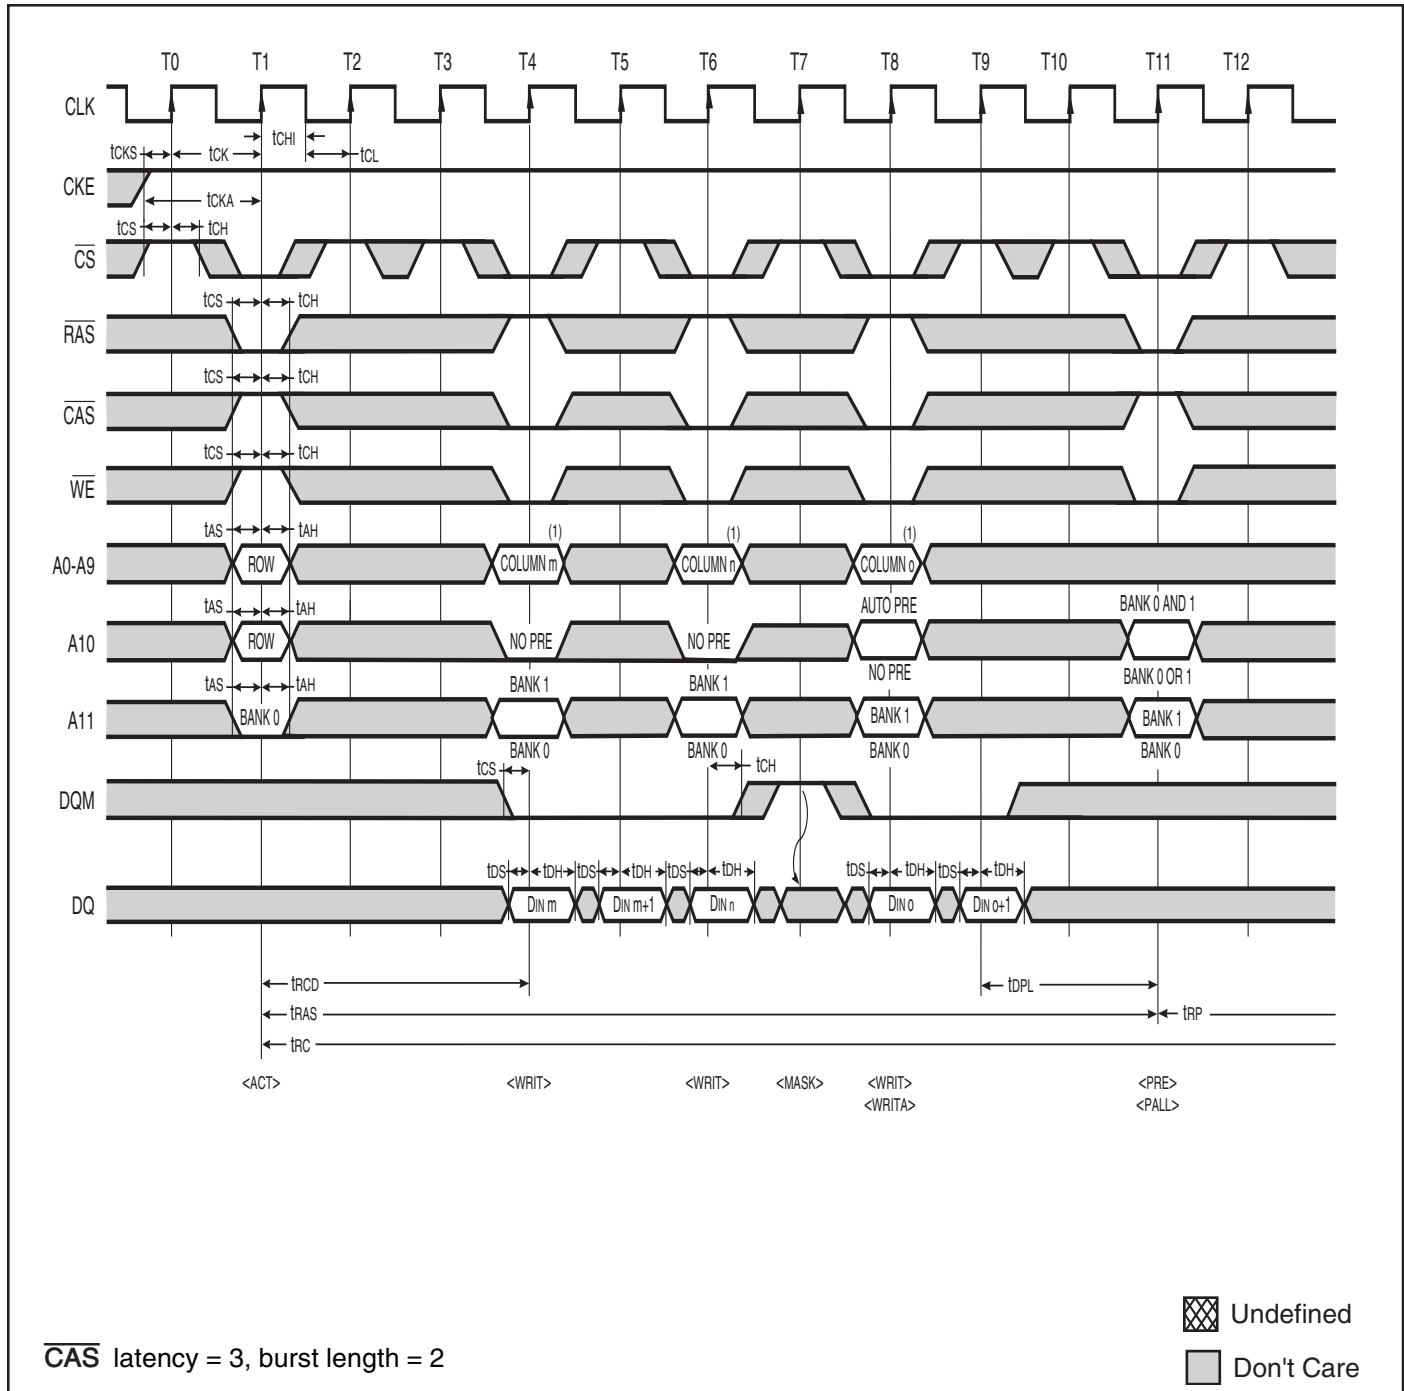 T0 T1 T2 T3 T4 T5 T6 T7 T8 T9 T10 T11 T12
CLK
tCHI
tCKS tCK tCL
CKE
tCKA
tCS tCH
CS
tCS tCH
RAS
tCS tCH
CAS
tCS tCH
WE
tAS tAH (1) (1) (1)
A0-A9 ROW COLUMN m COLUMN n COLUMN o
tAS tAH AUTO PRE BANK 0 AND 1
A10 ROW NO PRE NO PRE
NO PRE BANK 0 OR 1
tAS tAH BANK 1 BANK 1
A11 BANK 0 BANK 1 BANK 1
BANK 0 BANK 0 BANK 0 BANK 0
tCS tCH
DQM
tDS tDH tDS tDH tDS tDH tDS tDH tDS tDH
DQ DIN m DIN m+1 DIN n DIN o DIN o+1
tRCD tDPL
tRAS tRP
tRC
<ACT> <WRIT> <WRIT> <MASK> <WRIT> <PRE>
<WRITA> <PALL>
Undefined
CAS latency = 3, burst length = 2
Don't Care